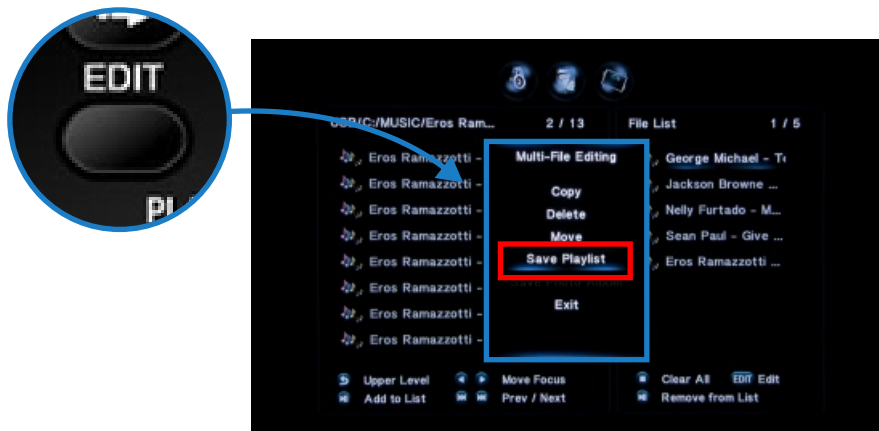 EDIT
USB/C:/MUSIC/Eros Ram... 2 / 13
File List 1 / 5
Eros Ramazzotti -
Eros Ramazzotti -
Eros Ramazzotti -
Eros Ramazzotti -
Eros Ramazzotti -
Eros Ramazzotti -
Eros Ramazzotti -
Eros Ramazzotti -
Multi-File Editing
Copy
Delete
Move
Save Playlist
Save Photo Album
Exit
George Michael - T
Jackson Browne ...
Nelly Furtado - M...
Sean Paul - Give ...
Eros Ramazzotti ...
Upper Level
Move Focus
Clear All
EDIT Edit
Add to List
Prev / Next
Remove from List